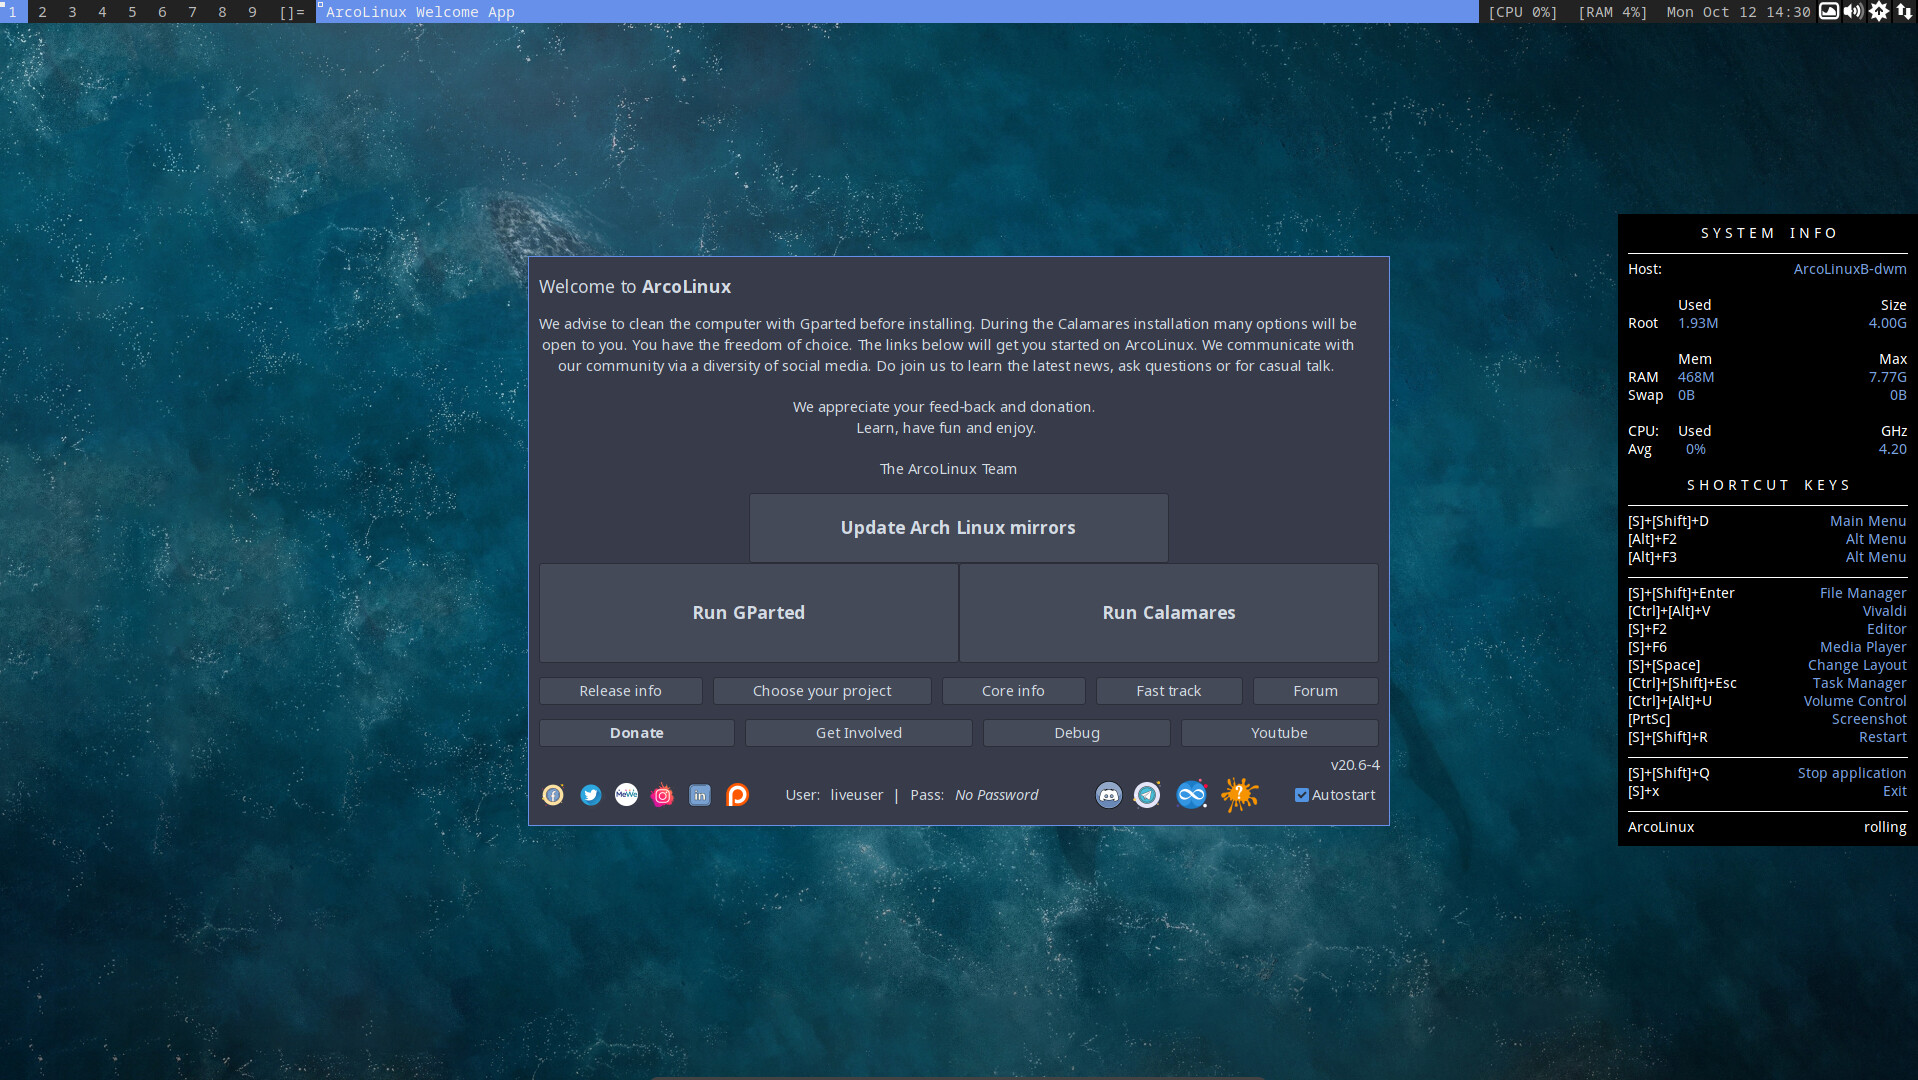 1 2 3 4 5 6 7 8 9 []= ArcoLinux Welcome App [CPU 0%] [RAM 4%] Mon Oct 12 14:30
Welcome to ArcoLinux
We advise to clean the computer with Gparted before installing. During the Calamares installation many options will be
open to you. You have the freedom of choice. The links below will get you started on ArcoLinux. We communicate with
our community via a diversity of social media. Do join us to learn the latest news, ask questions or for casual talk.
We appreciate your feed-back and donation.
Learn, have fun and enjoy.
The ArcoLinux Team
Update Arch Linux mirrors
Run GParted Run Calamares
Release info Choose your project Core info Fast track Forum
Donate Get Involved Debug Youtube
v20.6-4
MeWe in User: liveuser | Pass: No Password ? Autostart
SYSTEM INFO
Host: ArcoLinuxB-dwm
Used Size
Root 1.93M 4.00G
Mem Max
RAM 468M 7.77G
Swap 0B 0B
CPU: Used GHz
Avg 0% 4.20
SHORTCUT KEYS
[S]+[Shift]+D Main Menu
[Alt]+F2 Alt Menu
[Alt]+F3 Alt Menu
[S]+[Shift]+Enter File Manager
[Ctrl]+[Alt]+V Vivaldi
[S]+F2 Editor
[S]+F6 Media Player
[S]+[Space] Change Layout
[Ctrl]+[Shift]+Esc Task Manager
[Ctrl]+[Alt]+U Volume Control
[PrtSc] Screenshot
[S]+[Shift]+R Restart
[S]+[Shift]+Q Stop application
[S]+x Exit
ArcoLinux rolling